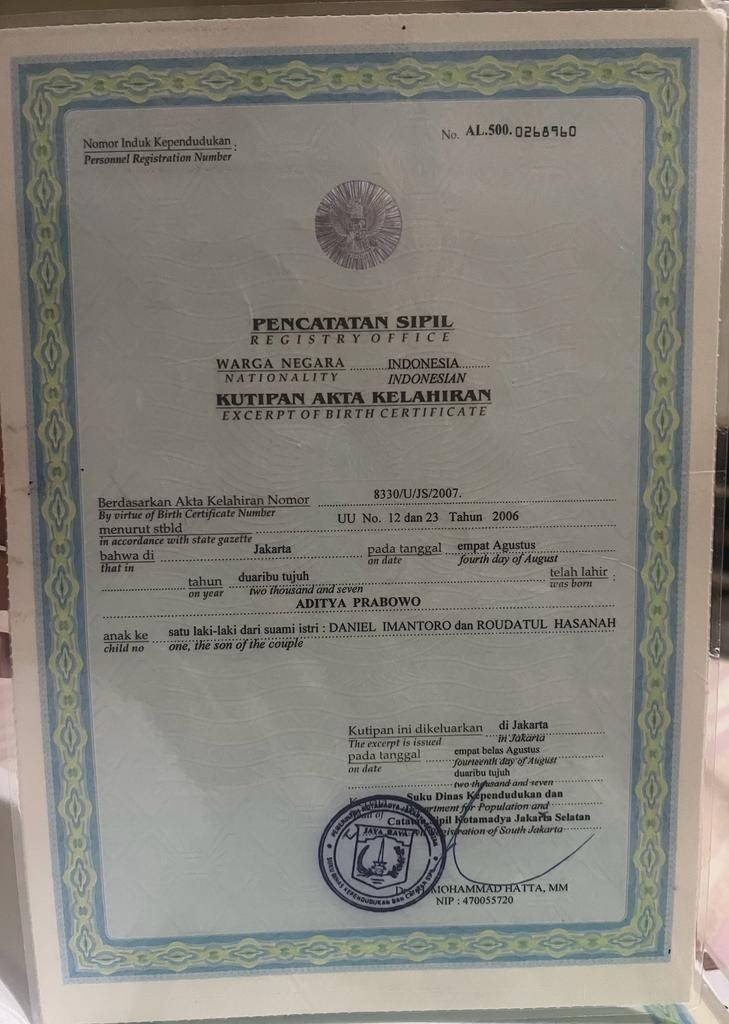 Nomor Induk Kependudukan :
Personnel Registration Number
No. AL.500.0268960
PENCATATAN SIPIL
REGISTRY OFFICE
WARGA NEGARA INDONESIA
NATIONALITY INDONESIAN
KUTIPAN AKTA KELAHIRAN
EXCERPT OF BIRTH CERTIFICATE
Berdasarkan Akta Kelahiran Nomor 8330/U/JS/2007.
By virtue of Birth Certificate Number
menurut stbld UU No. 12 dan 23 Tahun 2006
in accordance with state gazette
bahwa di Jakarta pada tanggal empat Agustus
that in on date fourth day of August
tahun duaribu tujuh telah lahir :
on year two thousand and seven was born
ADITYA PRABOWO
anak ke satu laki-laki dari suami istri : DANIEL IMANTORO dan ROUDATUL HASANAH
child no one, the son of the couple
Kutipan ini dikeluarkan di Jakarta
The excerpt is issued in Jakarta
pada tanggal empat belas Agustus
on date fourteenth day of August
duaribu tujuh
two thousand and seven
Suku Dinas Kependudukan dan
for Population and
Sipil Kotamadya Jakarta Selatan
of South Jakarta
JAYA RAYA
SUKU DINAS KEPENDUDUKAN DAN CATATAN SIPIL
MOHAMMAD HATTA, MM
NIP : 470055720